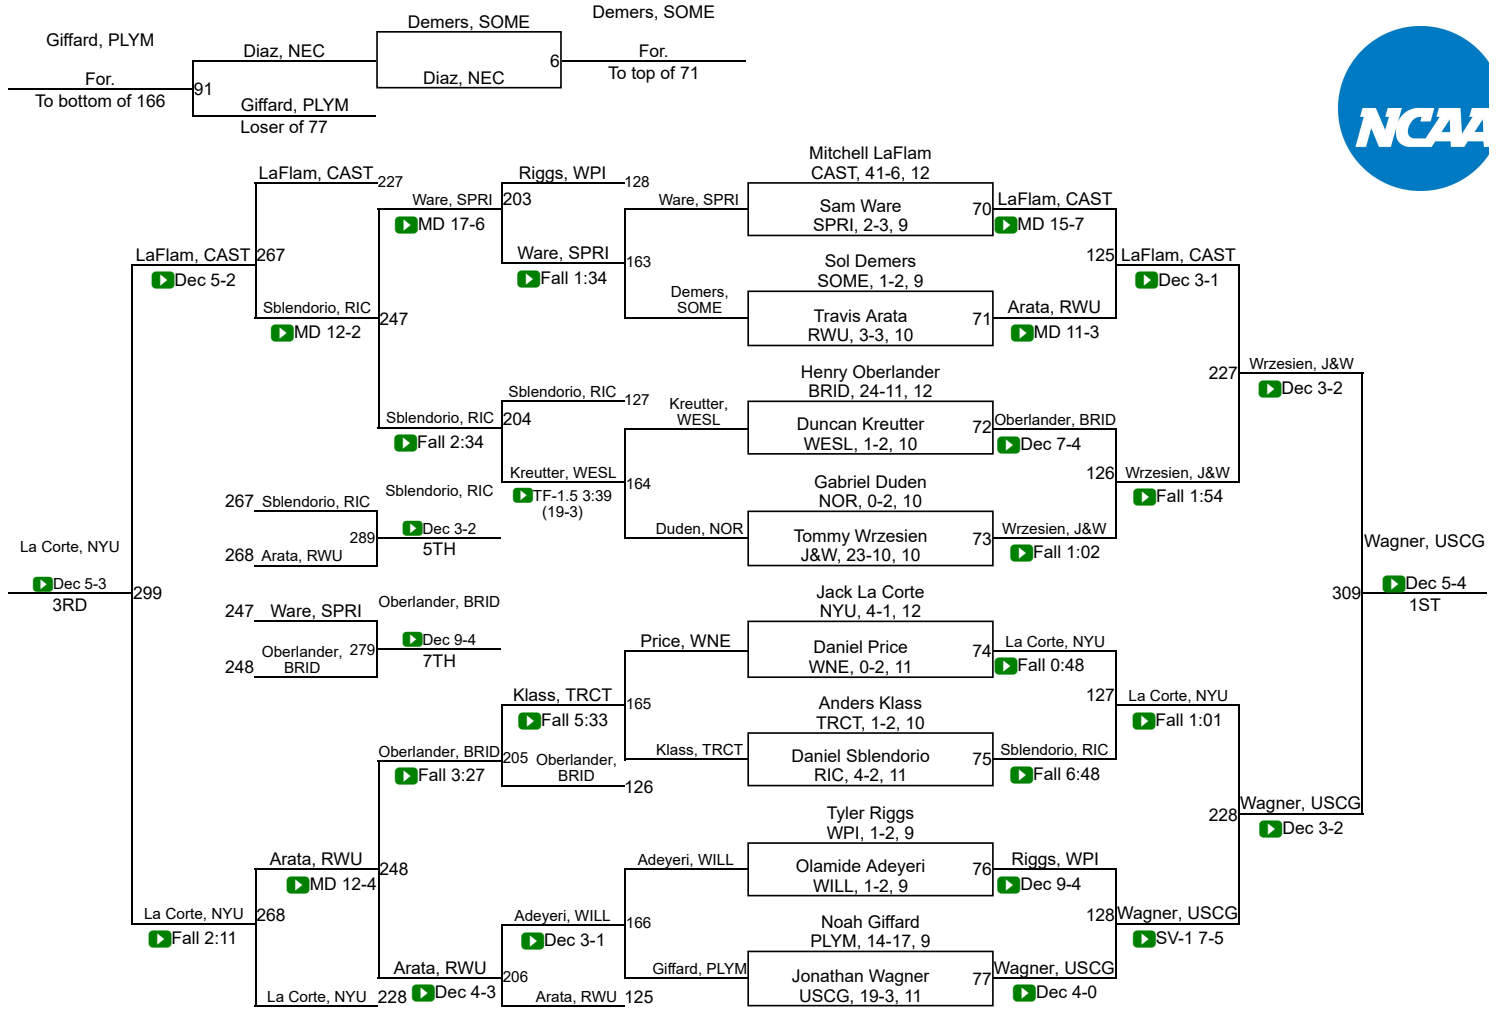 Demers, SOME
Demers, SOME
Giffard, PLYM
Diaz, NEC
For.
6
For.
Diaz, NEC
To top of 71
91
To bottom of 166
Giffard, PLYM
Loser of 77
NCAA
Mitchell LaFlam
CAST, 41-6, 12
LaFlam, CAST
227
Riggs, WPI
128
Ware, SPRI
203
Ware, SPRI
Sam Ware
SPRI, 2-3, 9
70
LaFlam, CAST
MD 17-6
MD 15-7
LaFlam, CAST
267
Ware, SPRI
163
Sol Demers
SOME, 1-2, 9
125
LaFlam, CAST
Dec 5-2
Fall 1:34
Dec 3-1
Sblendorio, RIC
247
Demers,
SOME
Travis Arata
RWU, 3-3, 10
71
Arata, RWU
MD 12-2
MD 11-3
Henry Oberlander
BRID, 24-11, 12
227
Wrzesien, J&W
Dec 3-2
Sblendorio, RIC
127
Sblendorio, RIC
204
Kreutter,
WESL
Duncan Kreutter
WESL, 1-2, 10
72
Oberlander, BRID
Fall 2:34
Dec 7-4
Kreutter, WESL
164
Gabriel Duden
NOR, 0-2, 10
126
Wrzesien, J&W
TF-1.5 3:39
(19-3)
Fall 1:54
267
Sblendorio, RIC
Sblendorio, RIC
289
Dec 3-2
5TH
268
Arata, RWU
Duden, NOR
Tommy Wrzesien
J&W, 23-10, 10
73
Wrzesien, J&W
Fall 1:02
La Corte, NYU
Dec 5-3
3RD
299
Wagner, USCG
309
Dec 5-4
1ST
247
Ware, SPRI
Oberlander, BRID
279
Dec 9-4
7TH
248
Oberlander,
BRID
Jack La Corte
NYU, 4-1, 12
Price, WNE
Daniel Price
WNE, 0-2, 11
74
La Corte, NYU
Fall 0:48
Klass, TRCT
165
Anders Klass
TRCT, 1-2, 10
127
La Corte, NYU
Fall 5:33
Fall 1:01
Oberlander, BRID
205
Oberlander,
BRID
126
Klass, TRCT
Daniel Sblendorio
RIC, 4-2, 11
75
Sblendorio, RIC
Fall 3:27
Fall 6:48
Tyler Riggs
WPI, 1-2, 9
228
Wagner, USCG
Dec 3-2
Arata, RWU
248
Adeyeri, WILL
Olamide Adeyeri
WILL, 1-2, 9
76
Riggs, WPI
MD 12-4
Dec 9-4
La Corte, NYU
268
Adeyeri, WILL
166
Noah Giffard
PLYM, 14-17, 9
128
Wagner, USCG
Fall 2:11
Dec 3-1
SV-1 7-5
Arata, RWU
206
Giffard, PLYM
Jonathan Wagner
USCG, 19-3, 11
77
Wagner, USCG
La Corte, NYU
228
Dec 4-3
Arata, RWU
125
Dec 4-0